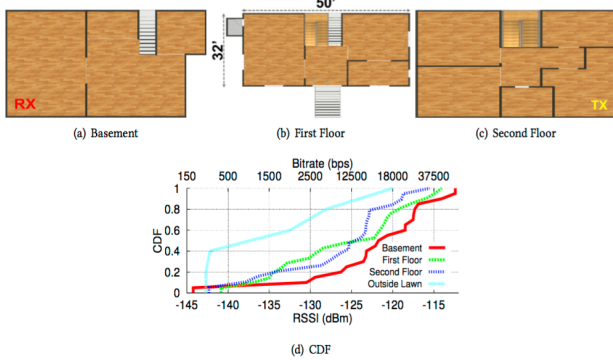 50'
32'
RX
TX
(a) Basement
(b) First Floor
(c) Second Floor
Bitrate (bps)
150 500 2500 12500 18000 37500
CDF
1
0.8
0.6
0.4
0.2
0
Basement
First Floor
Second Floor
Outside Lawn
-145 -140 -135 -130 -125 -120 -115
RSSI (dBm)
(d) CDF